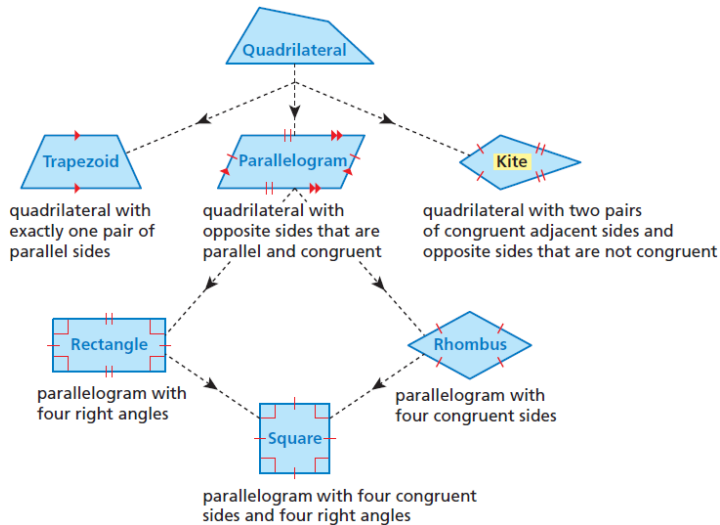 Quadrilateral
Trapezoid
quadrilateral with
exactly one pair of
parallel sides
Parallelogram
quadrilateral with
opposite sides that are
parallel and congruent
Kite
quadrilateral with two pairs
of congruent adjacent sides and
opposite sides that are not congruent
Rectangle
parallelogram with
four right angles
Rhombus
parallelogram with
four congruent sides
Square
parallelogram with four congruent
sides and four right angles